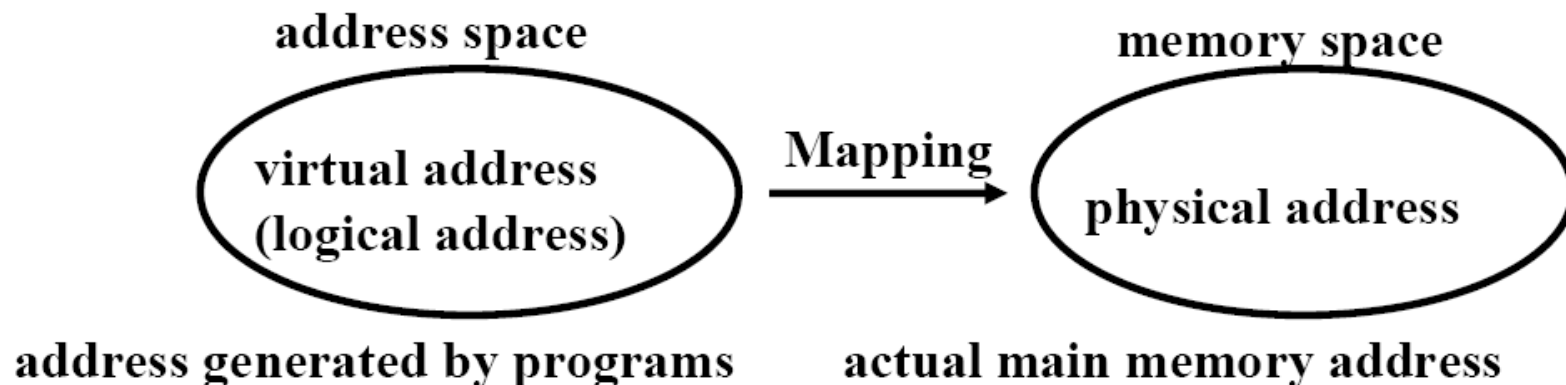 address space
memory space
virtual address
(logical address)
Mapping
physical address
address generated by programs
actual main memory address